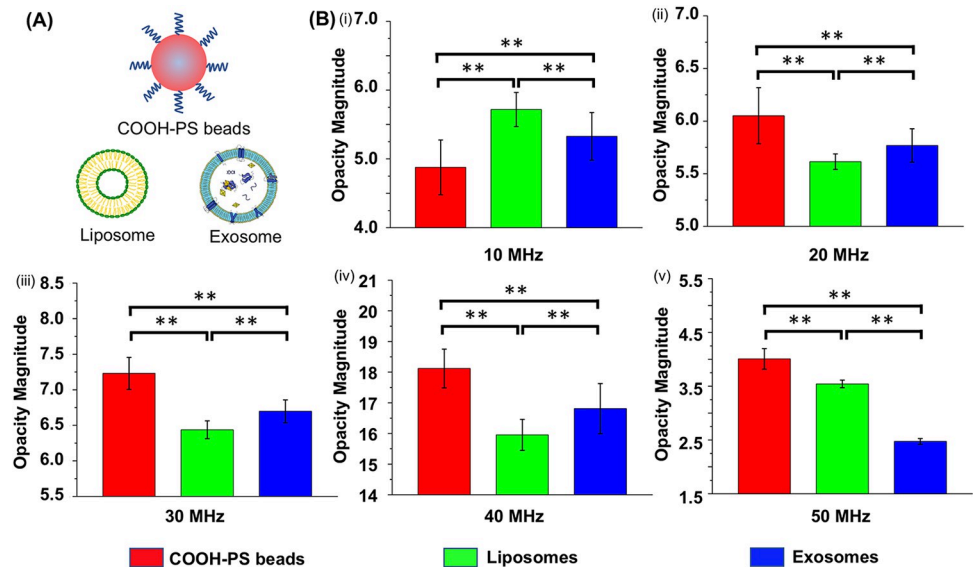 (A)
COOH-PS beads
Liposome
Exosome
(B)
(i)
Opacity Magnitude
7.0
6.0
5.0
4.0
**
** **
10 MHz
(ii)
Opacity Magnitude
7.0
6.5
6.0
5.5
5.0
**
** **
20 MHz
(iii)
Opacity Magnitude
8.5
8.0
7.5
7.0
6.5
6.0
5.5
**
** **
30 MHz
(iv)
Opacity Magnitude
21
20
19
18
17
16
15
14
**
** **
40 MHz
(v)
Opacity Magnitude
5.5
4.5
3.5
2.5
1.5
**
** **
50 MHz
COOH-PS beads
Liposomes
Exosomes